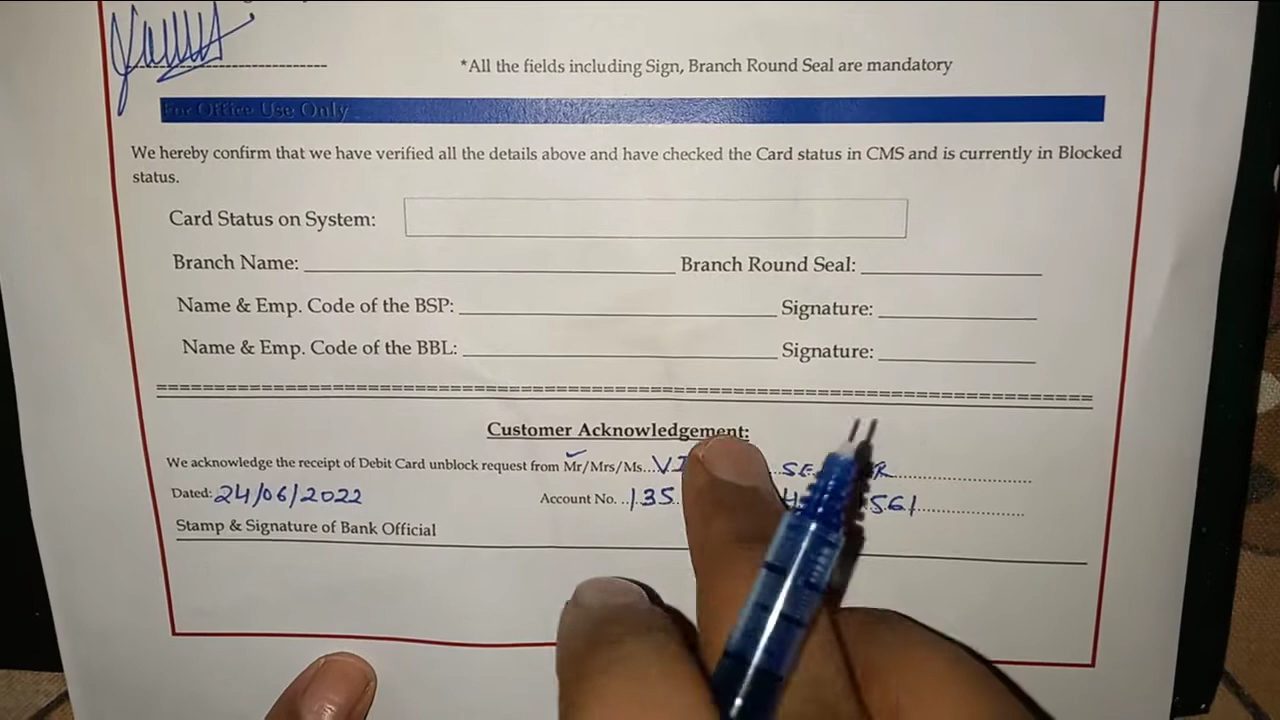 *All the fields including Sign, Branch Round Seal are mandatory
For Office Use Only
We hereby confirm that we have verified all the details above and have checked the Card status in CMS and is currently in Blocked
status.
Card Status on System:
Branch Name: Branch Round Seal:
Name & Emp. Code of the BSP: Signature:
Name & Emp. Code of the BBL: Signature:
Customer Acknowledgement:
We acknowledge the receipt of Debit Card unblock request from Mr/Mrs/Ms...
Dated: 24/06/2022 Account No. ..135 561
Stamp & Signature of Bank Official